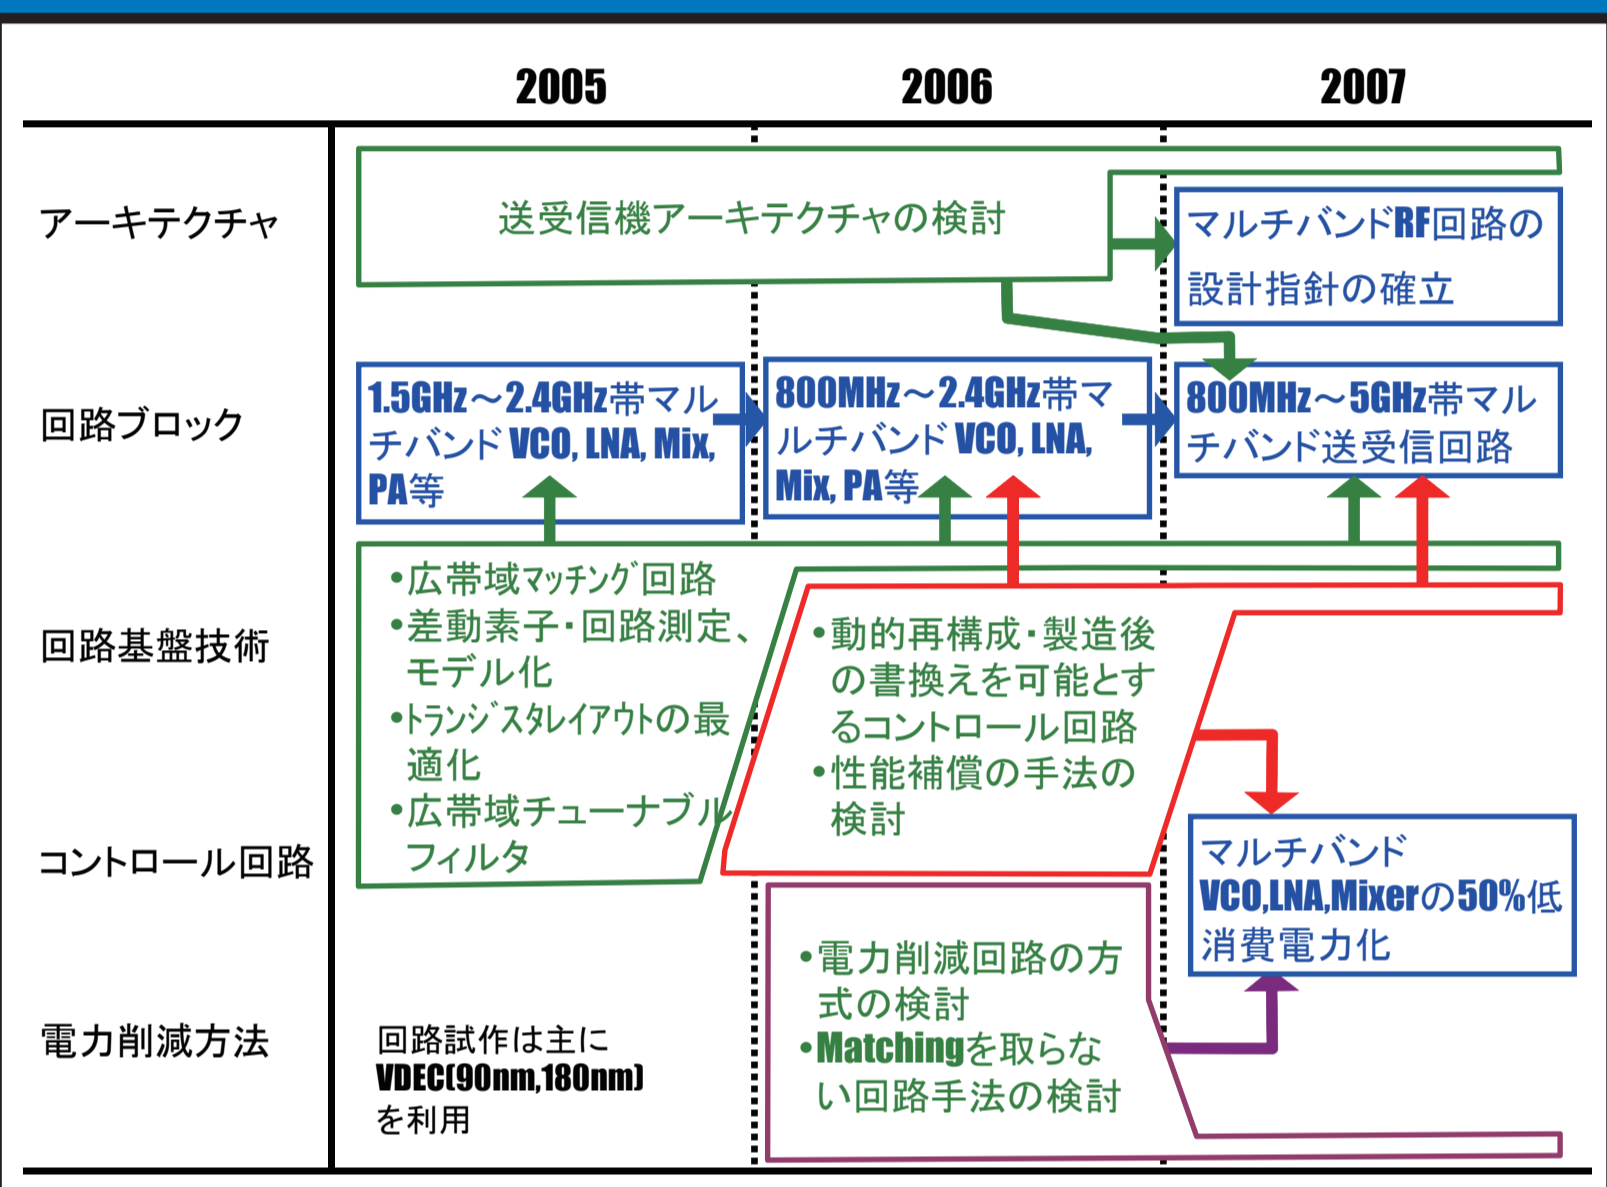 2005
2006
2007
アーキテクチャ
送受信機アーキテクチャの検討
マルチバンドRF回路の
設計指針の確立
回路ブロック
1.5GHz～2.4GHz帯マル
チバンド VCO, LNA, Mix,
PA等
800MHz～2.4GHz帯マ
ルチバンド VCO, LNA,
Mix, PA等
800MHz～5GHz帯マル
チバンド送受信回路
回路基盤技術
•広帯域ﾏｯﾁﾝｸﾞ回路
•差動素子・回路測定、
モデル化
•ﾄﾗﾝｼﾞｽﾀﾚｲｱｳﾄの最
適化
•広帯域チューナブル
フィルタ
•動的再構成・製造後
の書換えを可能とす
るコントロール回路
•性能補償の手法の
検討
コントロール回路
マルチバンド
VCO,LNA,Mixerの50%低
消費電力化
電力削減方法
回路試作は主に
VDEC(90nm,180nm)
を利用
•電力削減回路の方
式の検討
•Matchingを取らな
い回路手法の検討